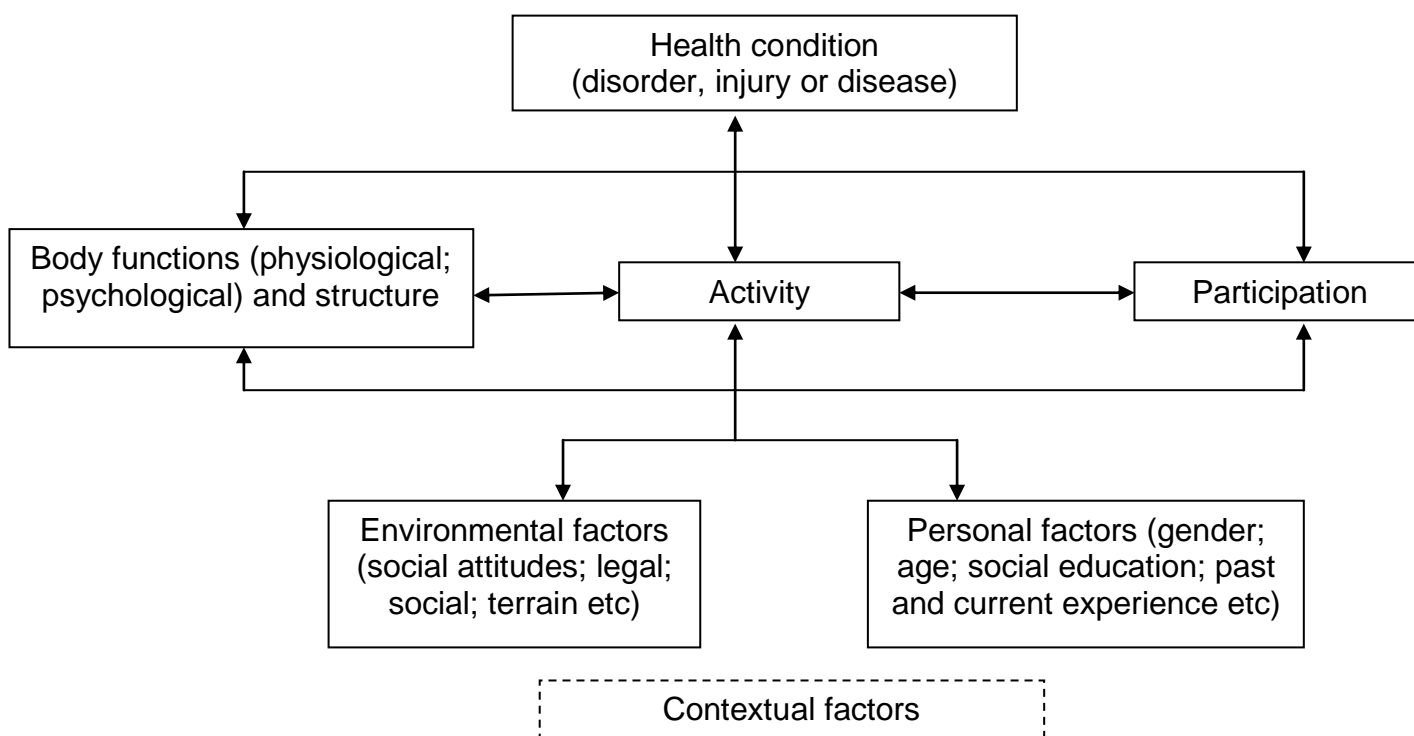 Health condition
(disorder, injury or disease)
Body functions (physiological;
psychological) and structure
Activity
Participation
Environmental factors
(social attitudes; legal;
social; terrain etc)
Personal factors (gender;
age; social education; past
and current experience etc)
Contextual factors